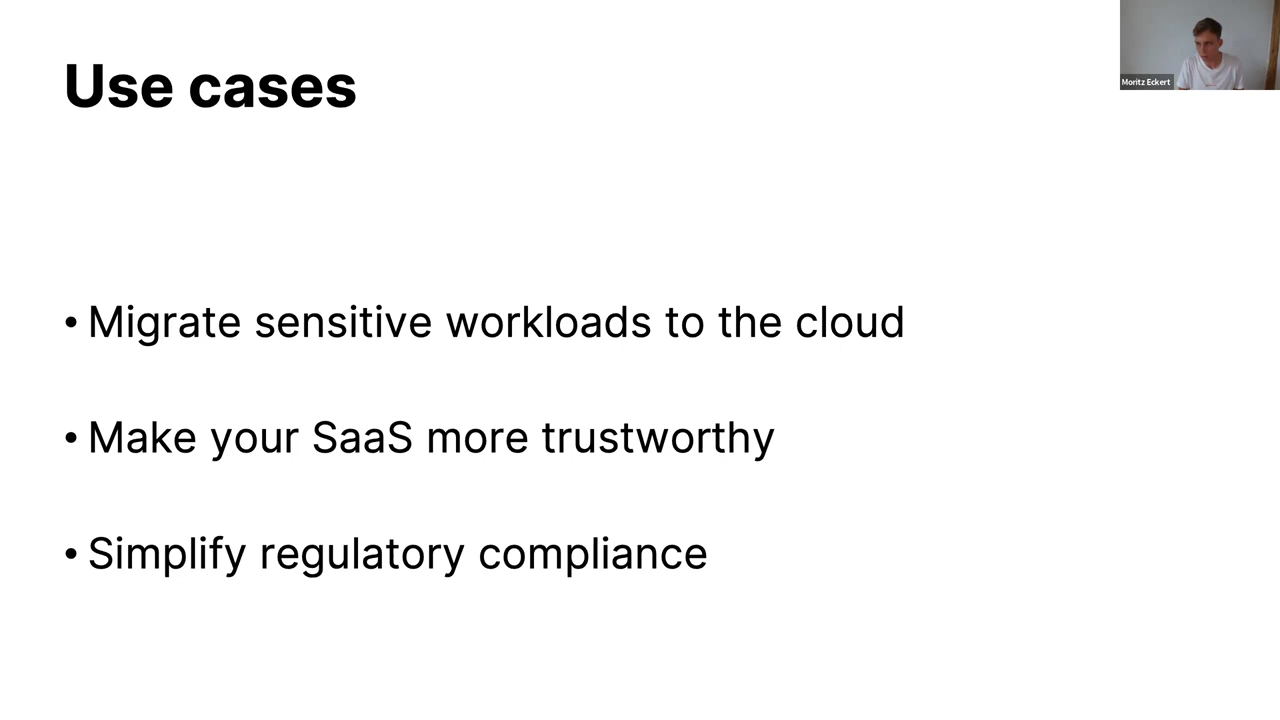 Use cases
Moritz Eckert
• Migrate sensitive workloads to the cloud
• Make your SaaS more trustworthy
• Simplify regulatory compliance